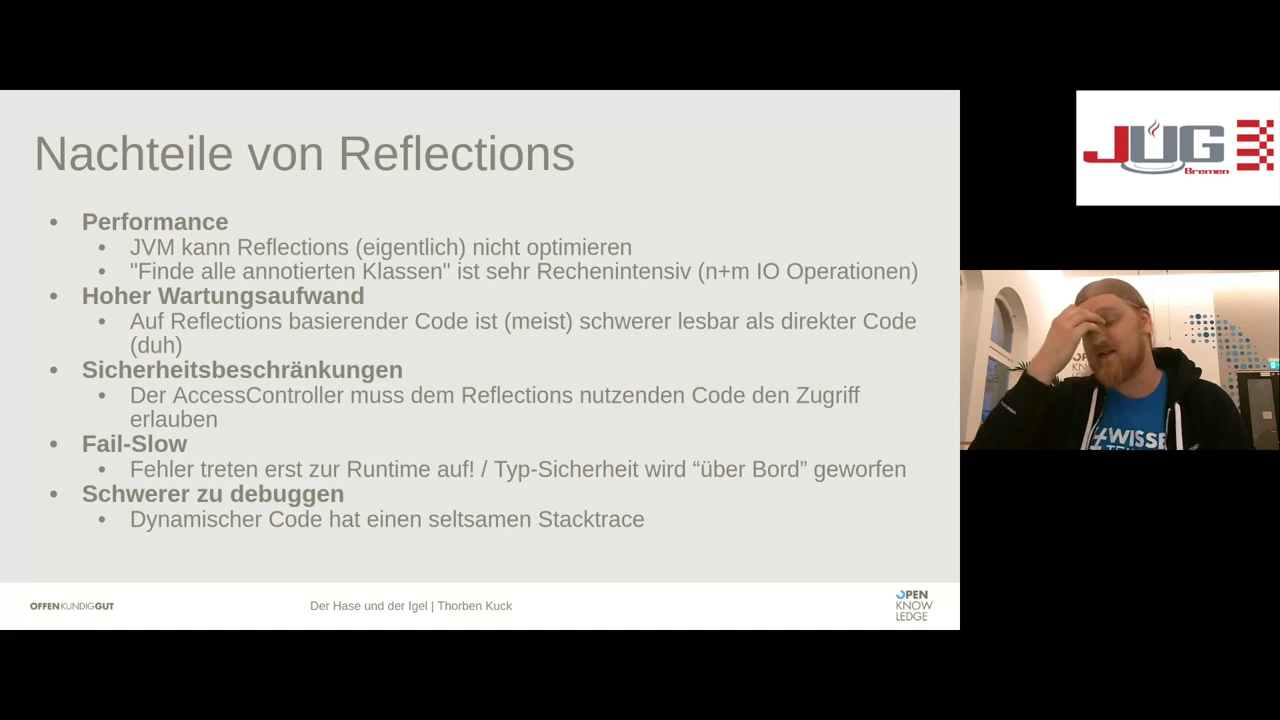 Nachteile von Reflections
• Performance
• JVM kann Reflections (eigentlich) nicht optimieren
• "Finde alle annotierten Klassen" ist sehr Rechenintensiv (n+m IO Operationen)
• Hoher Wartungsaufwand
• Auf Reflections basierender Code ist (meist) schwerer lesbar als direkter Code
(duh)
• Sicherheitsbeschränkungen
• Der AccessController muss dem Reflections nutzenden Code den Zugriff
erlauben
• Fail-Slow
• Fehler treten erst zur Runtime auf! / Typ-Sicherheit wird “über Bord” geworfen
• Schwerer zu debuggen
• Dynamischer Code hat einen seltsamen Stacktrace
OFFENKUNDIGGUT
Der Hase und der Igel | Thorben Kuck
OPEN
KNOW
LEDGE
JUG
Bremen
#WISSE